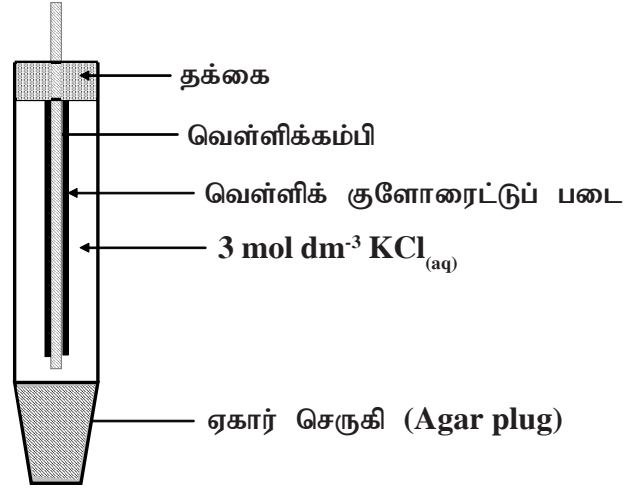 தக்கை
வெள்ளிக்கம்பி
வெள்ளிக் குளோரைட்டுப் படை
3 mol dm⁻³ KCl₍aq₎
ஏகார் செருகி (Agar plug)